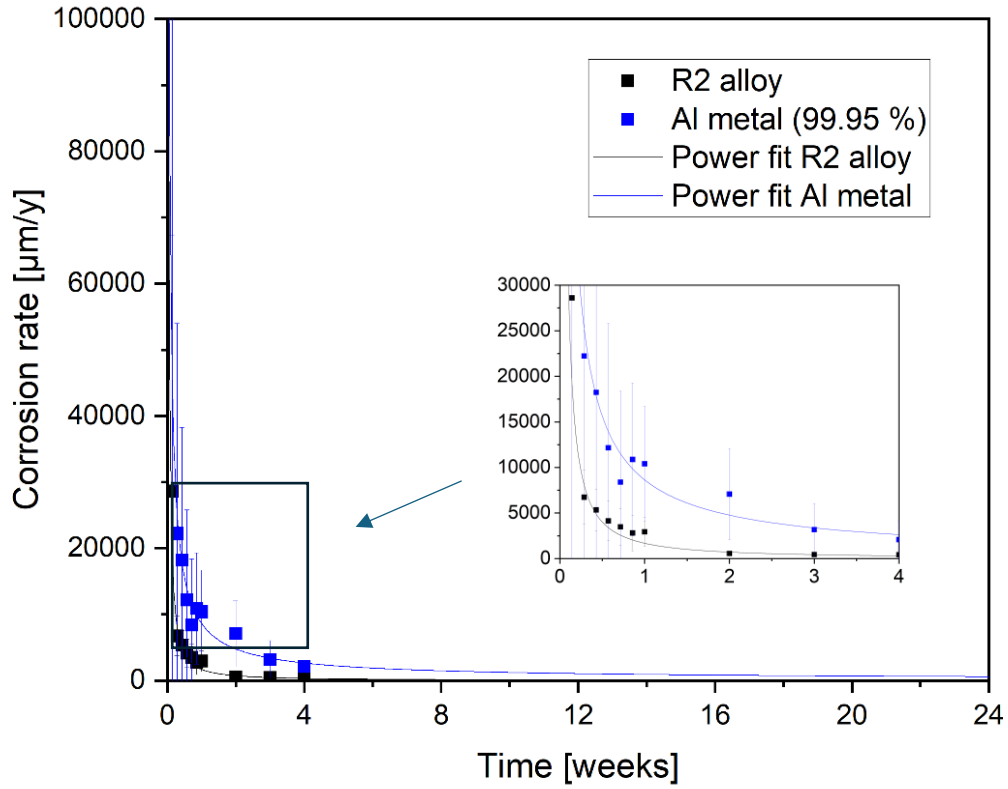 100000
80000
60000
40000
20000
0
Corrosion rate [µm/y]
R2 alloy
Al metal (99.95 %)
Power fit R2 alloy
Power fit Al metal
30000
25000
20000
15000
10000
5000
0
0 1 2 3 4
0 4 8 12 16 20 24
Time [weeks]